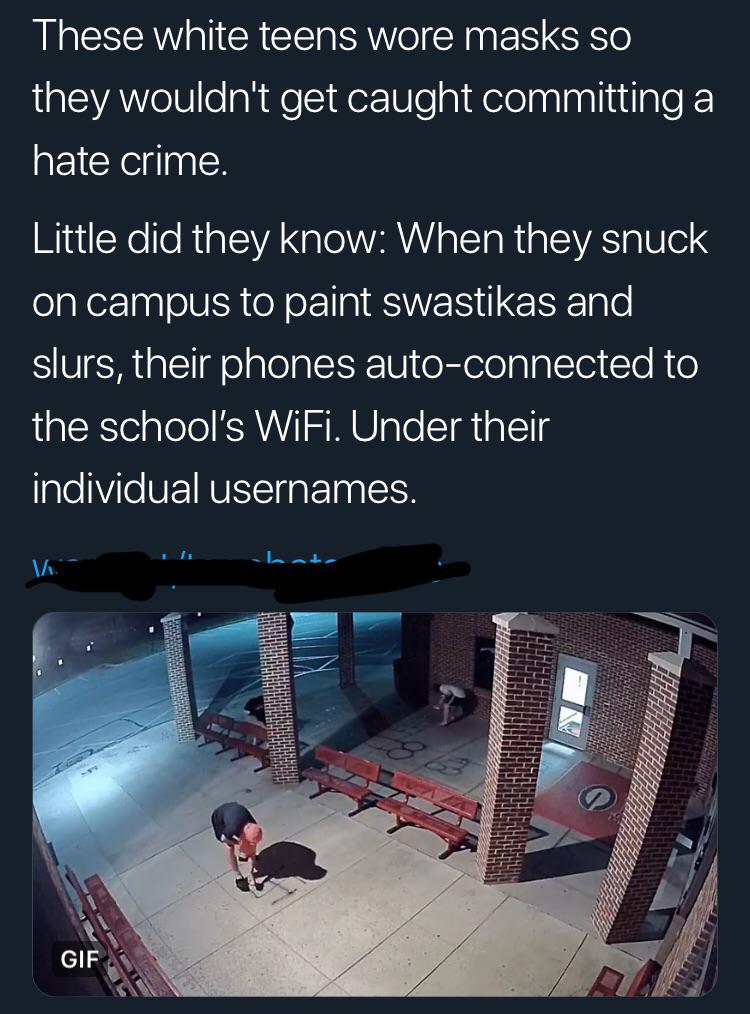 These white teens wore masks so
they wouldn't get caught committing a
hate crime.
Little did they know: When they snuck
on campus to paint swastikas and
slurs, their phones auto-connected to
the school’s WiFi. Under their
individual usernames.
GIF